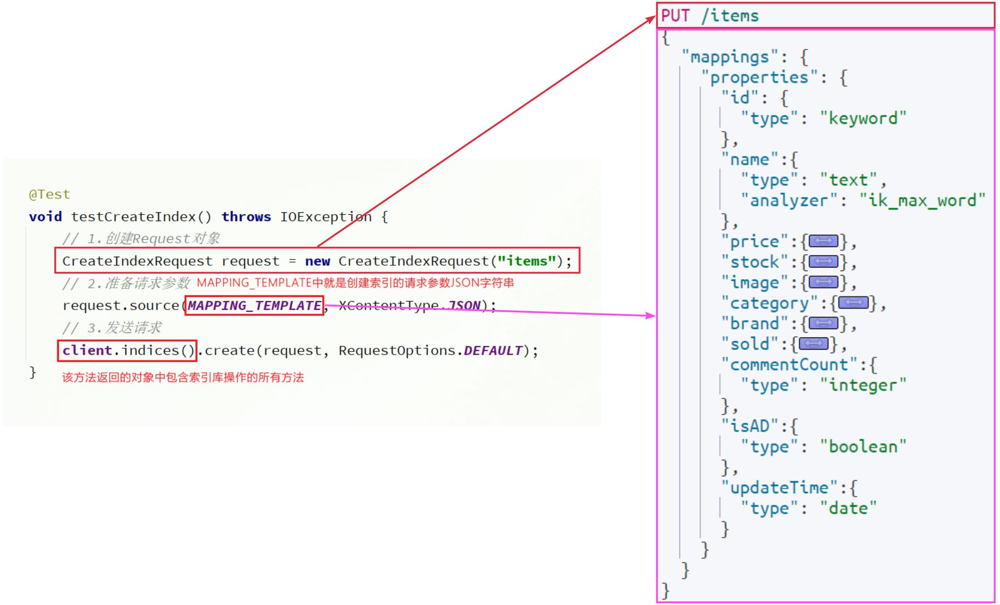 @Test
void testCreateIndex() throws IOException {
// 1.创建Request对象
CreateIndexRequest request = new CreateIndexRequest("items");
// 2.准备请求参数 MAPPING_TEMPLATE中就是创建索引的请求参数JSON字符串
request.source(MAPPING_TEMPLATE, XContentType.JSON);
// 3.发送请求
client.indices().create(request, RequestOptions.DEFAULT);
}
该方法返回的对象中包含索引库操作的所有方法
PUT /items
{
"mappings": {
"properties": {
"id": {
"type": "keyword"
},
"name":{
"type": "text",
"analyzer": "ik_max_word"
},
"price":{},
"stock":{},
"image":{},
"category":{},
"brand":{},
"sold":{},
"commentCount":{
"type": "integer"
},
"isAD":{
"type": "boolean"
},
"updateTime":{
"type": "date"
}
}
}
}